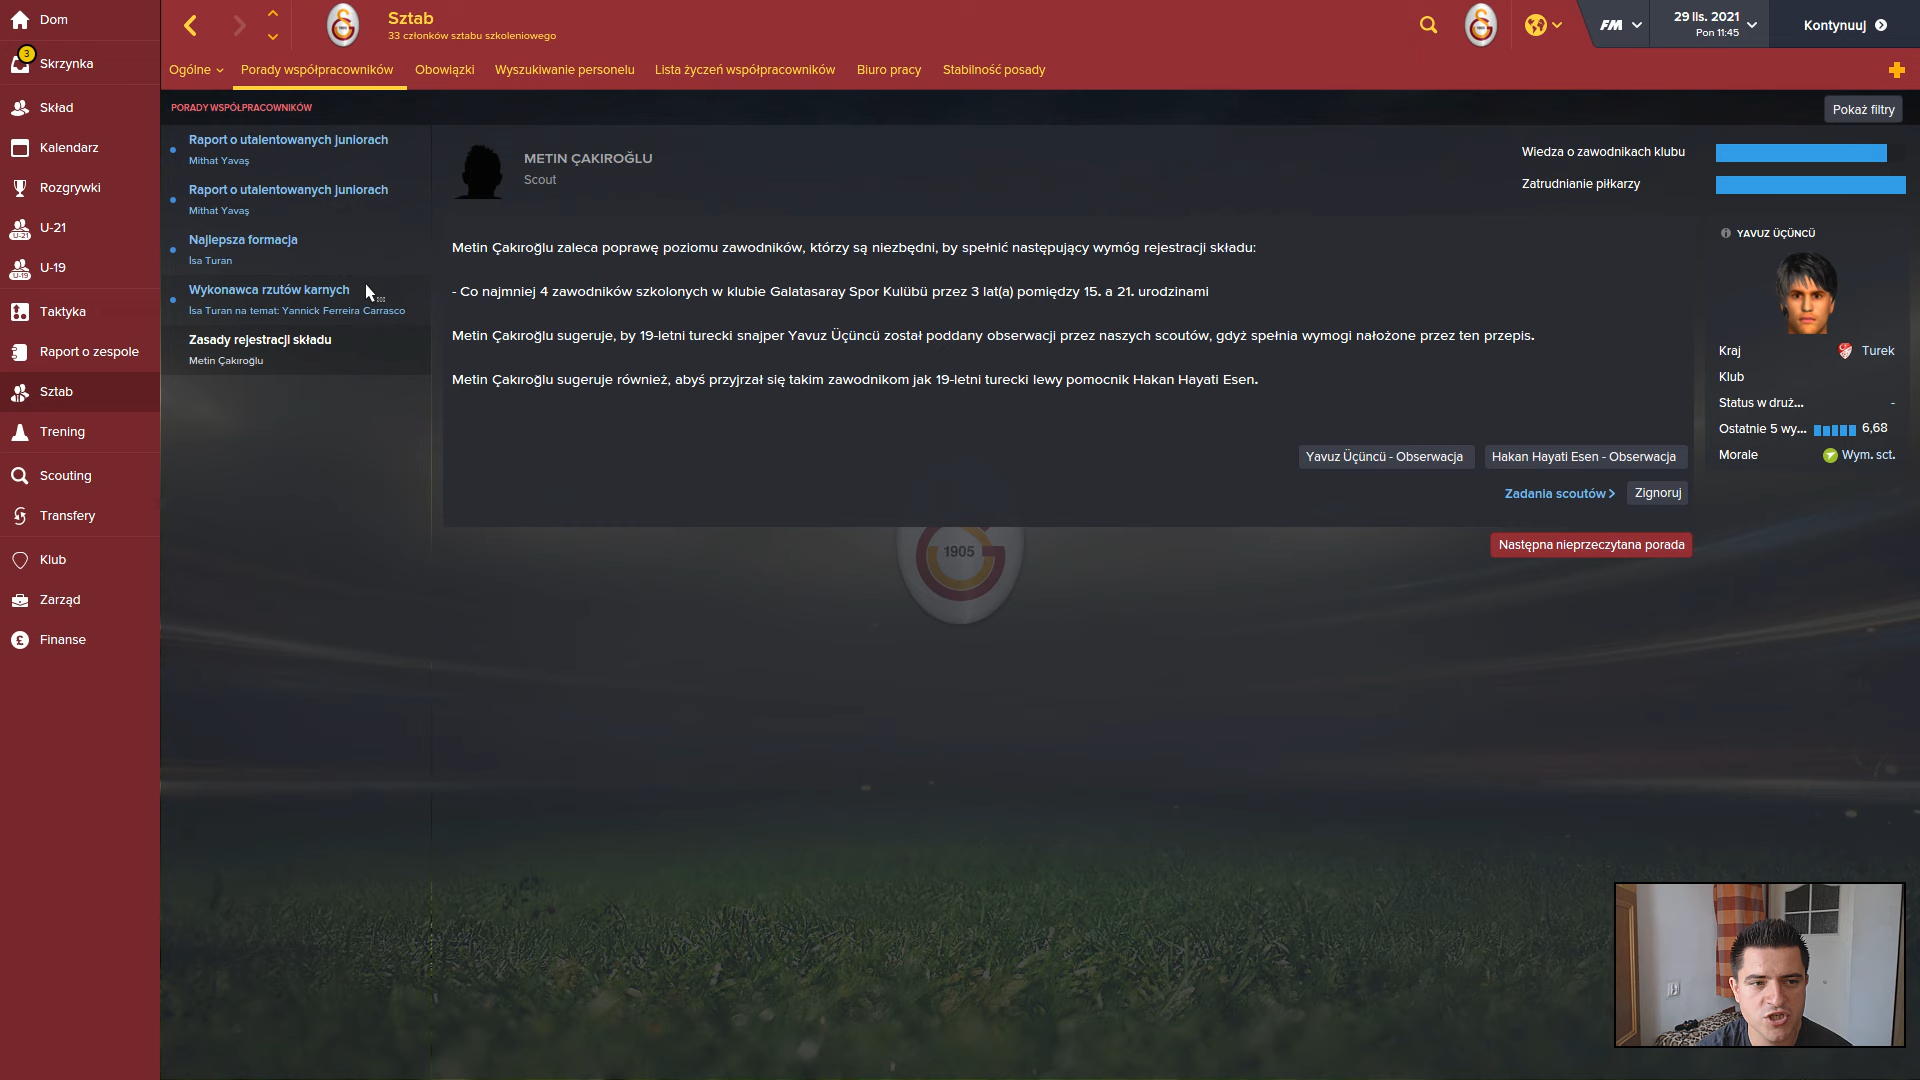 Dom
3
Skrzynka
Skład
Kalendarz
Rozgrywki
U-21
U-21
U-19
U-19
Taktyka
Raport o zespole
Sztab
Trening
Scouting
Transfery
Klub
Zarząd
Finanse
Sztab
33 członków sztabu szkoleniowego
FM
29 lis. 2021
Pon 11:45
Kontynuuj
Ogólne
Porady współpracowników
Obowiązki
Wyszukiwanie personelu
Lista życzeń współpracowników
Biuro pracy
Stabilność posady
PORADY WSPÓŁPRACOWNIKÓW
Pokaż filtry
Raport o utalentowanych juniorach
Mithat Yavaş
Raport o utalentowanych juniorach
Mithat Yavaş
Najlepsza formacja
İsa Turan
Wykonawca rzutów karnych
İsa Turan na temat: Yannick Ferreira Carrasco
Zasady rejestracji składu
Metin Çakıroğlu
METIN ÇAKIROĞLU
Scout
Wiedza o zawodnikach klubu
Zatrudnianie piłkarzy
Metin Çakıroğlu zaleca poprawę poziomu zawodników, którzy są niezbędni, by spełnić następujący wymóg rejestracji składu:
- Co najmniej 4 zawodników szkolonych w klubie Galatasaray Spor Kulübü przez 3 lat(a) pomiędzy 15. a 21. urodzinami
Metin Çakıroğlu sugeruje, by 19-letni turecki snajper Yavuz Üçüncü został poddany obserwacji przez naszych scoutów, gdyż spełnia wymogi nałożone przez ten przepis.
Metin Çakıroğlu sugeruje również, abyś przyjrzał się takim zawodnikom jak 19-letni turecki lewy pomocnik Hakan Hayati Esen.
Yavuz Üçüncü - Obserwacja
Hakan Hayati Esen - Obserwacja
Zadania scoutów >
Zignoruj
Następna nieprzeczytana porada
YAVUZ ÜÇÜNCÜ
Kraj
Turek
Klub
Status w druż...
-
Ostatnie 5 wy...
6,68
Morale
Wym. sct.
1905